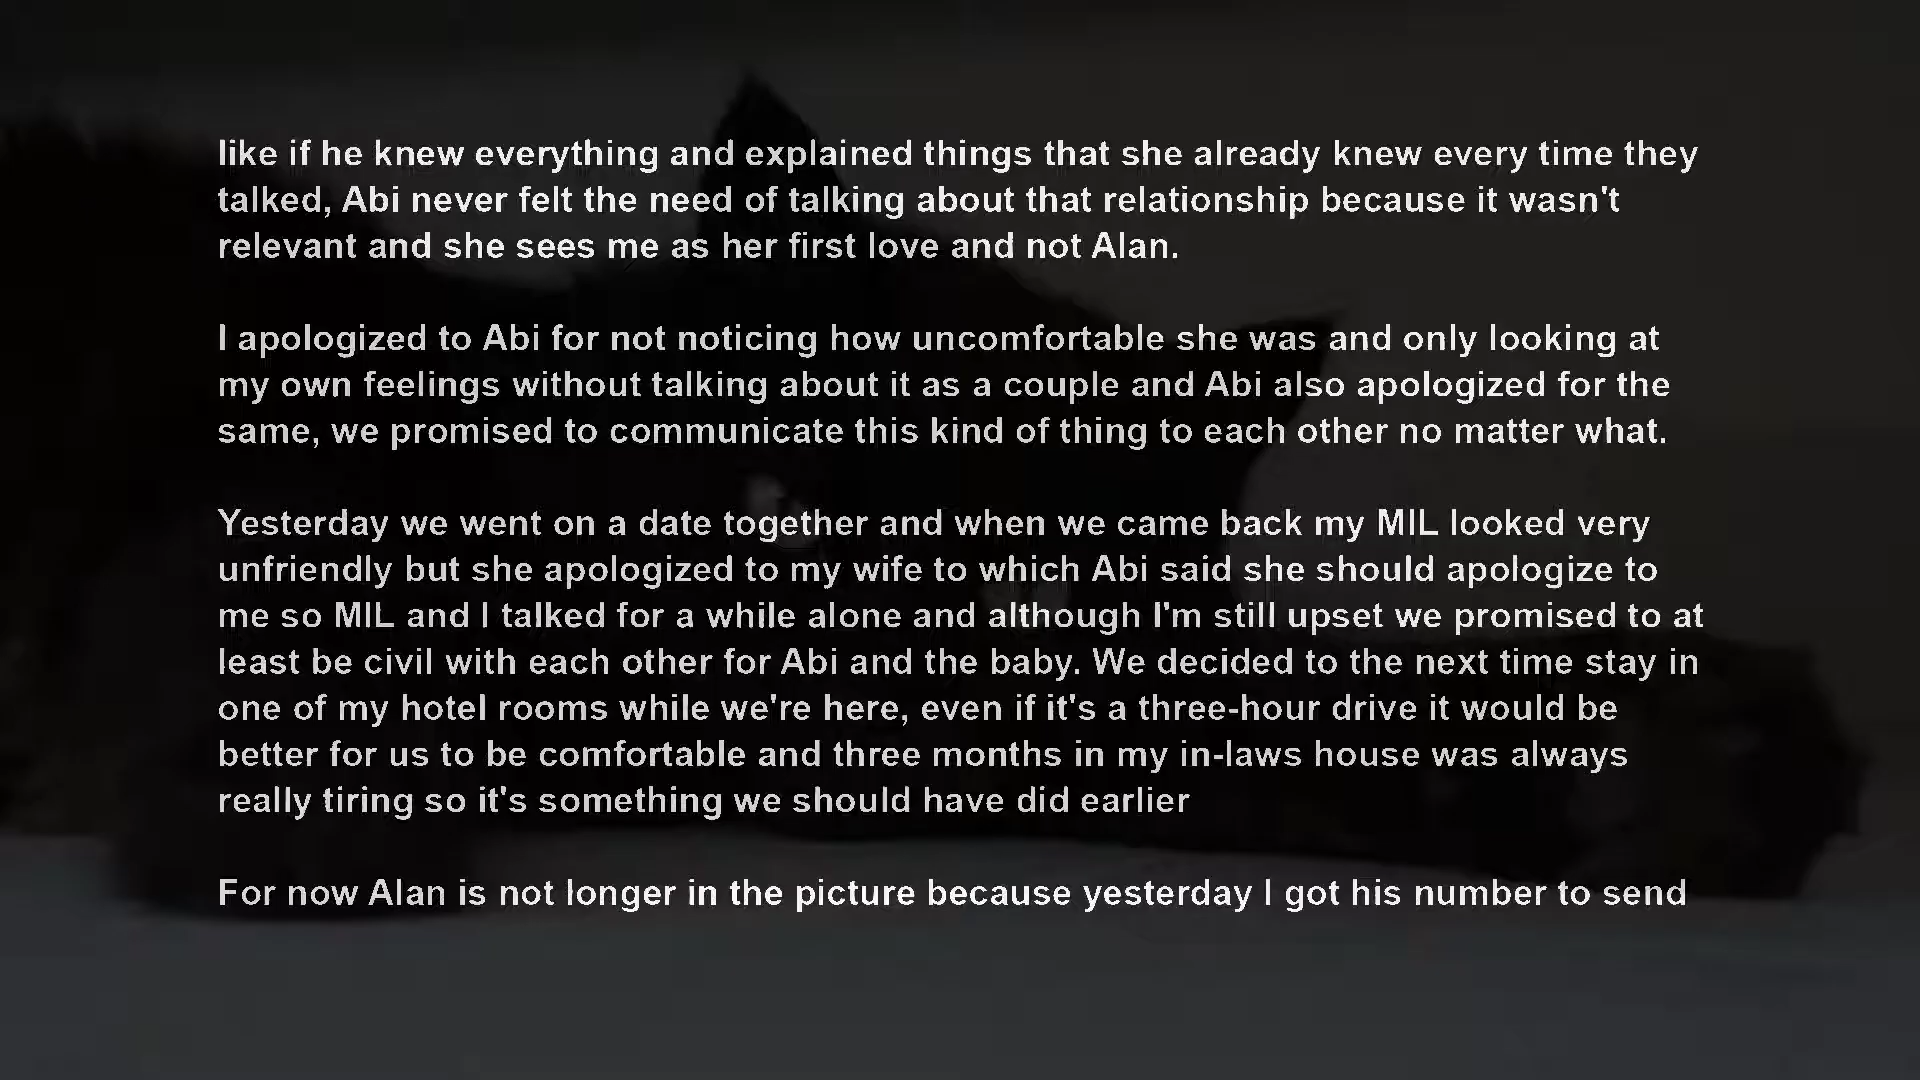 like if he knew everything and explained things that she already knew every time they
talked, Abi never felt the need of talking about that relationship because it wasn't
relevant and she sees me as her first love and not Alan.
I apologized to Abi for not noticing how uncomfortable she was and only looking at
my own feelings without talking about it as a couple and Abi also apologized for the
same, we promised to communicate this kind of thing to each other no matter what.
Yesterday we went on a date together and when we came back my MIL looked very
unfriendly but she apologized to my wife to which Abi said she should apologize to
me so MIL and I talked for a while alone and although I'm still upset we promised to at
least be civil with each other for Abi and the baby. We decided to the next time stay in
one of my hotel rooms while we're here, even if it's a three-hour drive it would be
better for us to be comfortable and three months in my in-laws house was always
really tiring so it's something we should have did earlier
For now Alan is not longer in the picture because yesterday I got his number to send